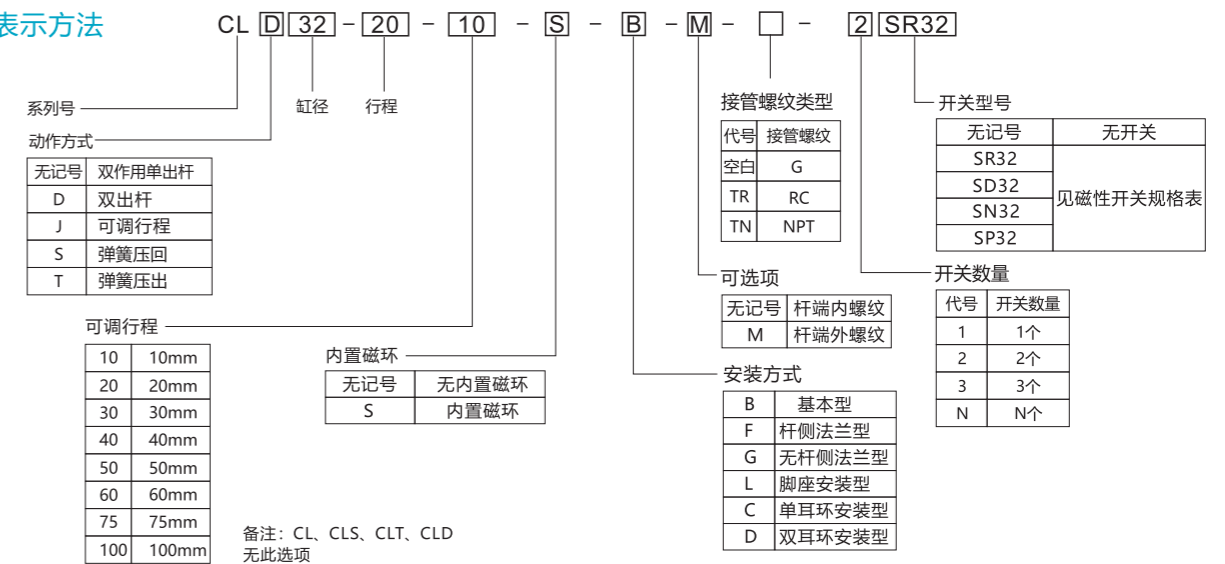 表示方法
CL D 32 - 20 - 10 - S - B - M - □ - 2 SR32
系列号
缸径
行程
动作方式
无记号 双作用单出杆
D 双出杆
J 可调行程
S 弹簧压回
T 弹簧压出
可调行程
10 10mm
20 20mm
30 30mm
40 40mm
50 50mm
60 60mm
75 75mm
100 100mm
备注：CL、CLS、CLT、CLD
无此选项
内置磁环
无记号 无内置磁环
S 内置磁环
接管螺纹类型
代号 接管螺纹
空白 G
TR RC
TN NPT
可选项
无记号 杆端内螺纹
M 杆端外螺纹
安装方式
B 基本型
F 杆侧法兰型
G 无杆侧法兰型
L 脚座安装型
C 单耳环安装型
D 双耳环安装型
开关型号
无记号 无开关
SR32
SD32
SN32
SP32
见磁性开关规格表
开关数量
代号 开关数量
1 1个
2 2个
3 3个
N N个